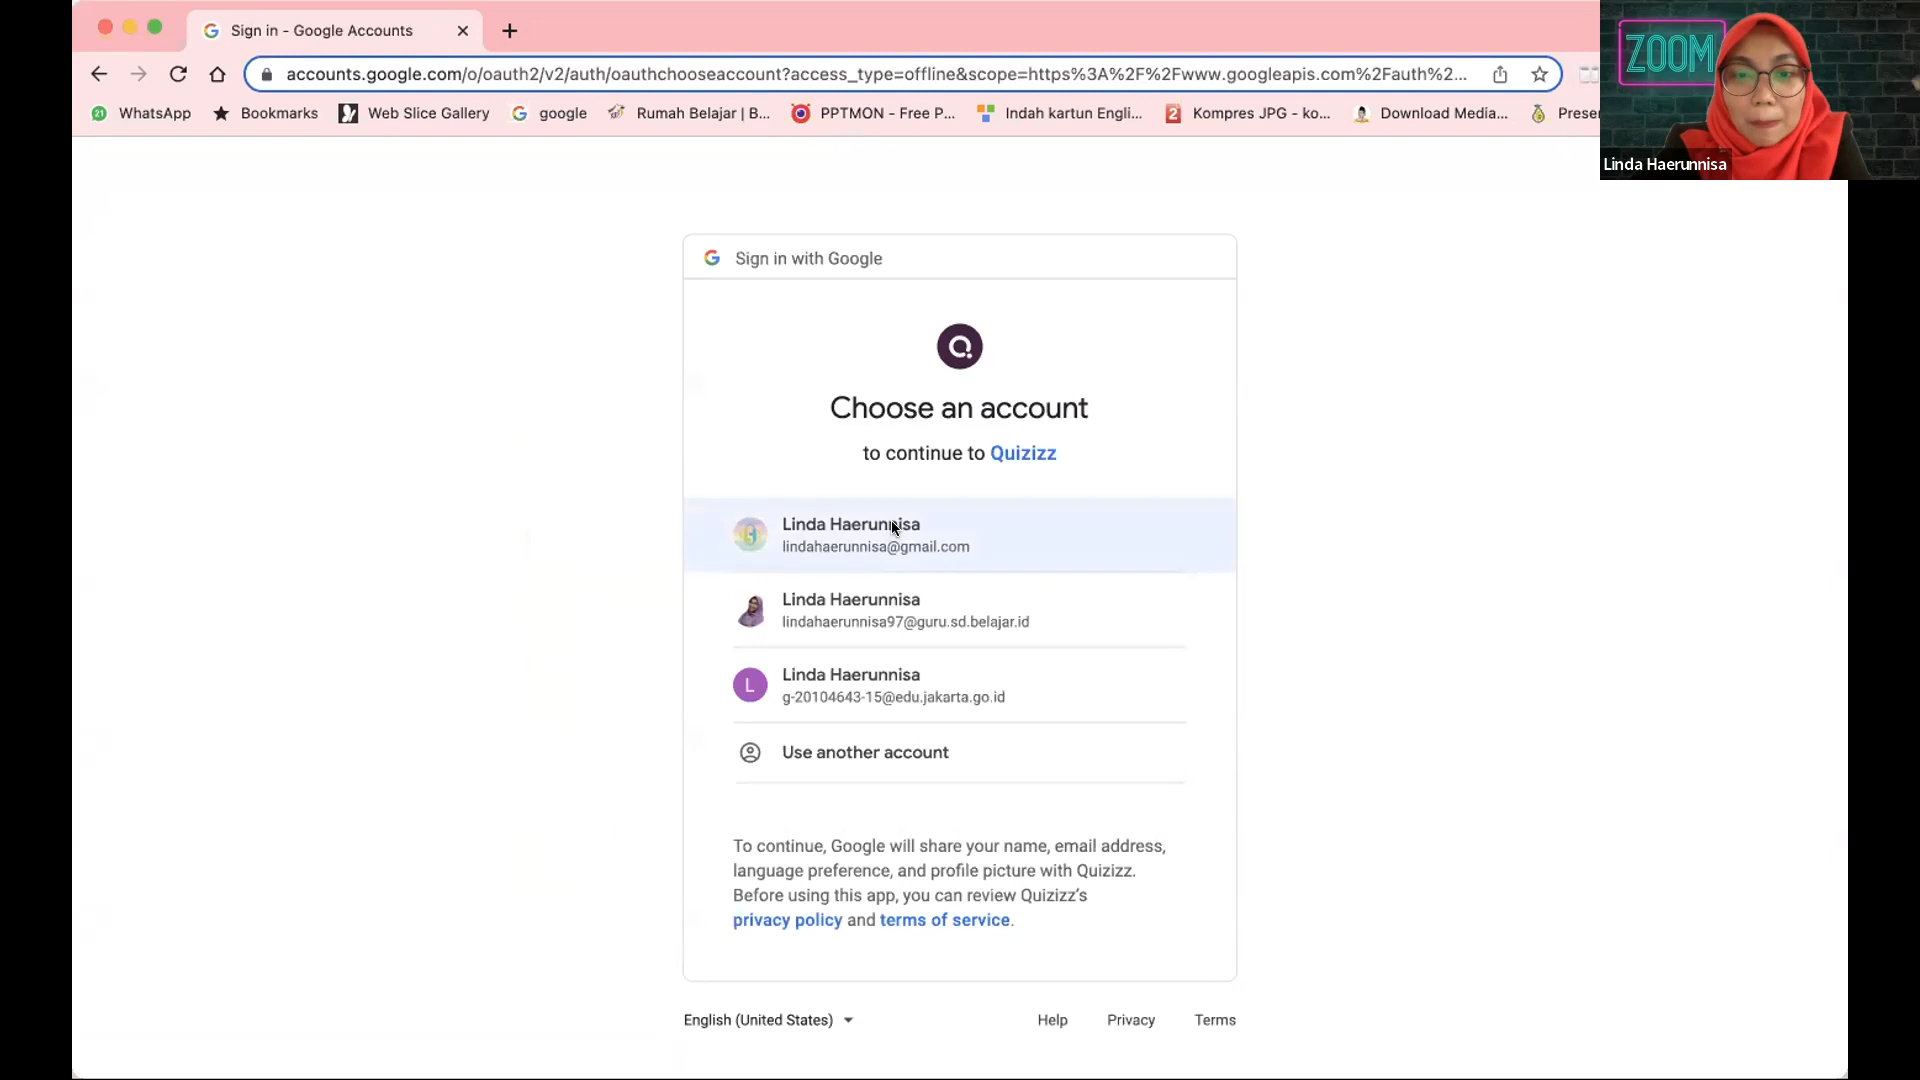 Sign in - Google Accounts
accounts.google.com/o/oauth2/v2/auth/oauthchooseaccount?access_type=offline&scope=https%3A%2F%2Fwww.googleapis.com%2Fauth%2...
21 WhatsApp Bookmarks Web Slice Gallery google Rumah Belajar | B... PPTMON - Free P... Indah kartun Engli... 2 Kompres JPG - ko... Download Media... Presen
ZOOM
Linda Haerunnisa
Sign in with Google
Choose an account
to continue to Quizizz
Linda Haerunnisa
lindahaerunnisa@gmail.com
Linda Haerunnisa
lindahaerunnisa97@guru.sd.belajar.id
L
Linda Haerunnisa
g-20104643-15@edu.jakarta.go.id
Use another account
To continue, Google will share your name, email address,
language preference, and profile picture with Quizizz.
Before using this app, you can review Quizizz's
privacy policy and terms of service.
English (United States) Help Privacy Terms